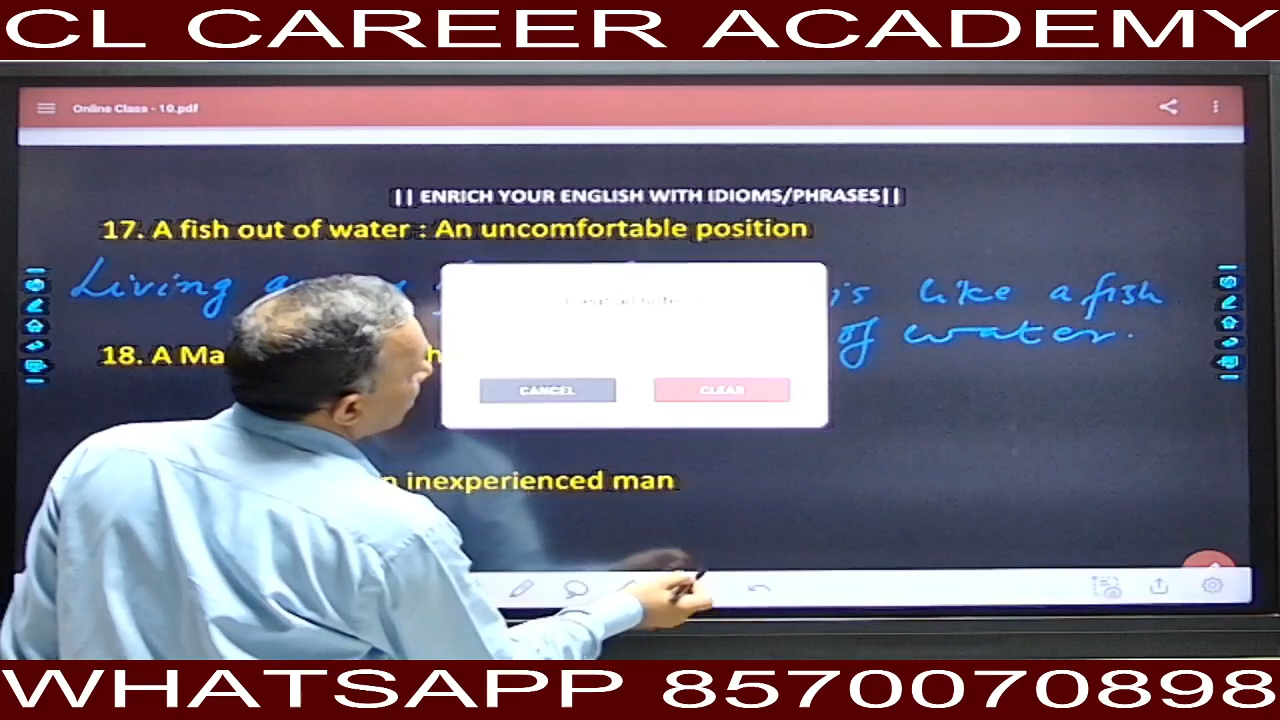 CL CAREER ACADEMY
Online Class - 10.pdf
|| ENRICH YOUR ENGLISH WITH IDIOMS/PHRASES||
17. A fish out of water : An uncomfortable position
Living is like a fish
of water.
18. A
CANCEL CLEAR
inexperienced man
WHATSAPP 8570070898